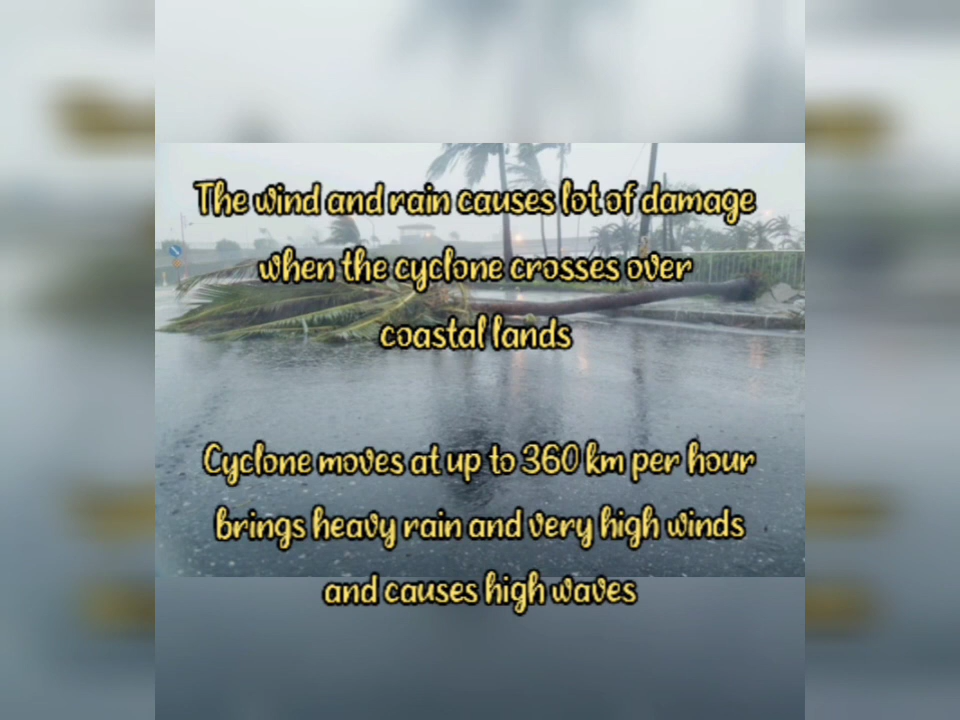 The wind and rain causes lot of damage
when the cyclone crosses over
coastal lands
Cyclone moves at up to 360 km per hour
brings heavy rain and very high winds
and causes high waves